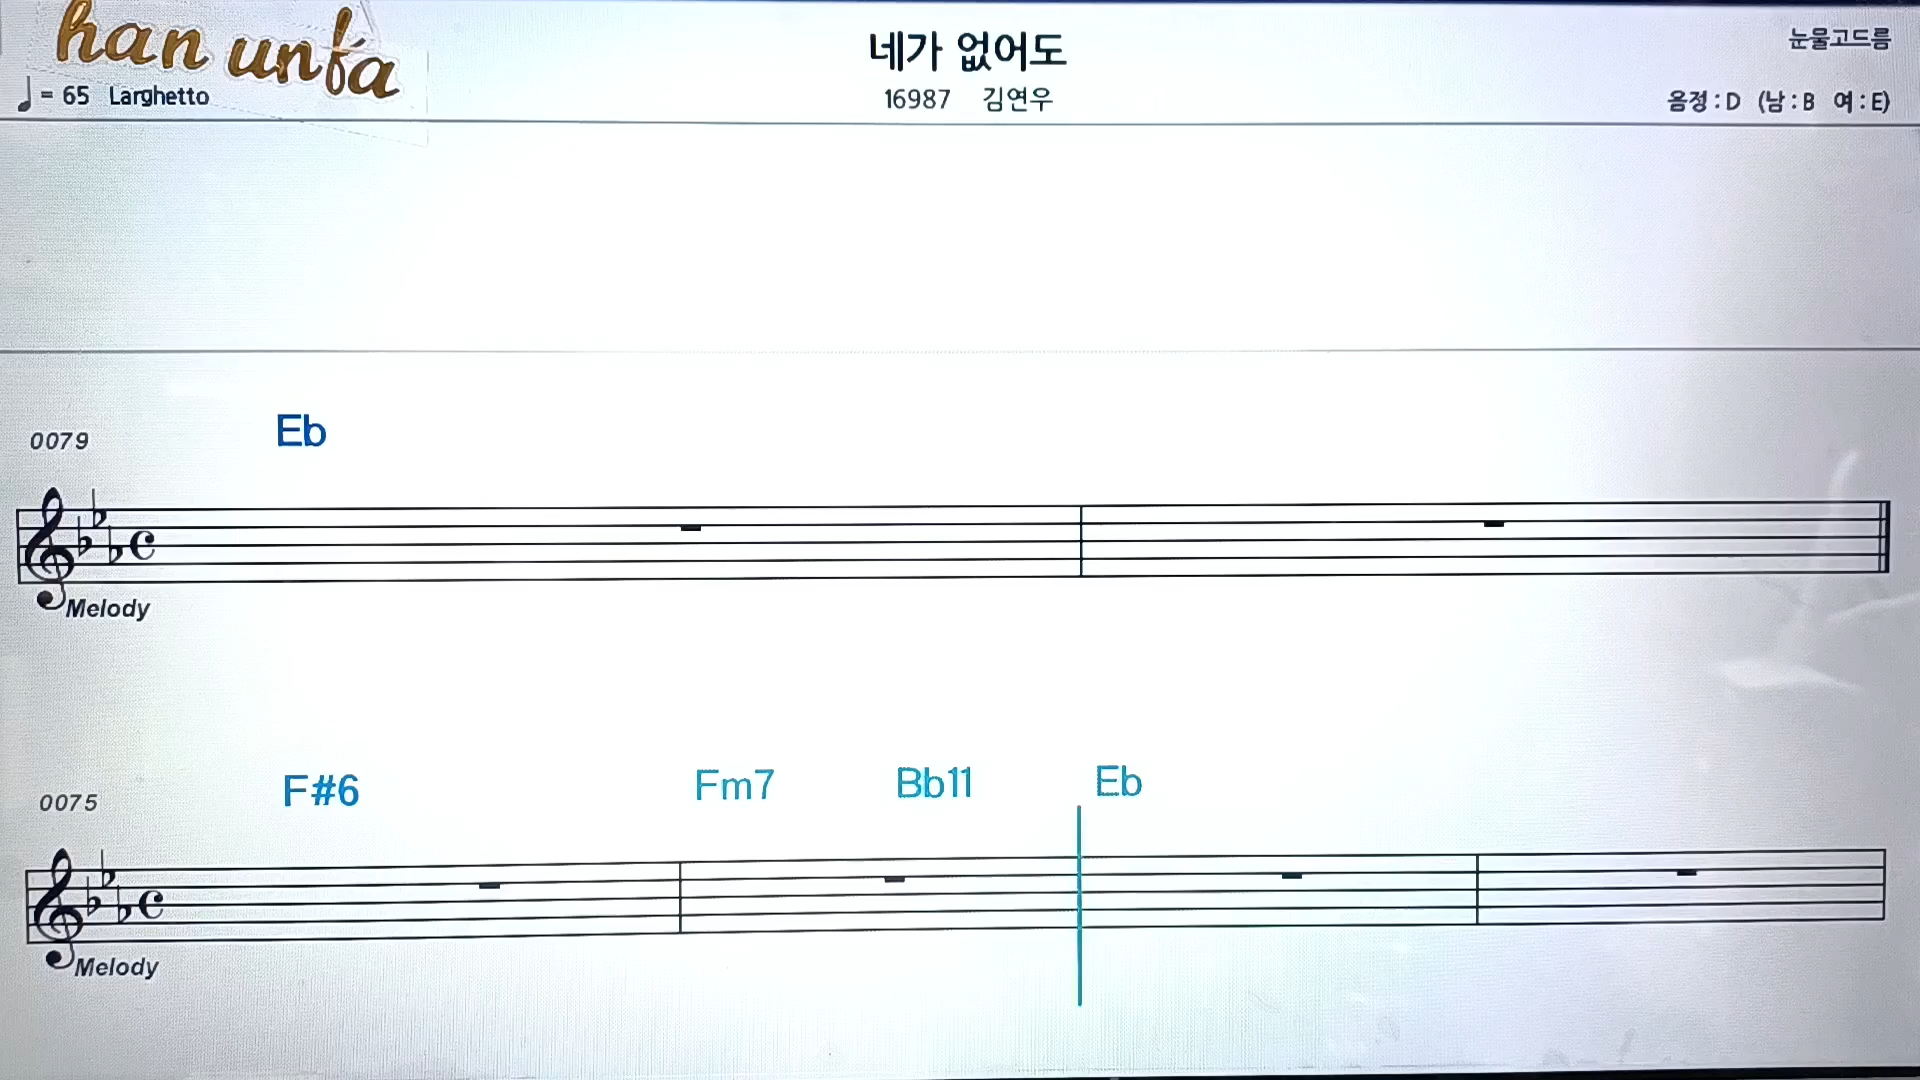 han unfa
네가 없어도
눈물고드름
= 65 Larghetto
16987 김연우
음정 : D (남 : B 여 : E)
0079 Eb
Melody
0075 F#6 Fm7 Bb11 Eb
Melody